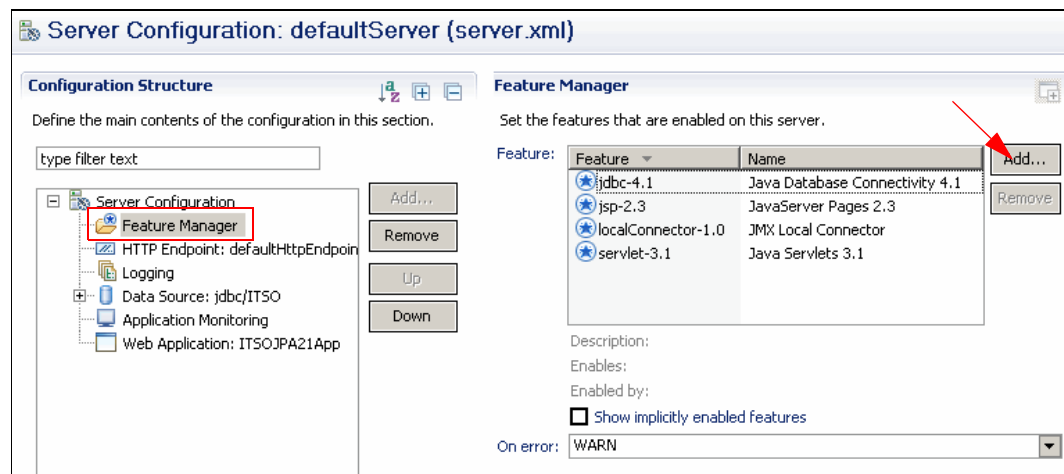 Server Configuration: defaultServer (server.xml)
Configuration Structure
Define the main contents of the configuration in this section.
type filter text
Server Configuration
Feature Manager
HTTP Endpoint: defaultHttpEndpoin
Logging
Data Source: jdbc/ITSO
Application Monitoring
Web Application: ITSOJPA21App
Add...
Remove
Up
Down
Feature Manager
Set the features that are enabled on this server.
Feature:
Feature Name
jdbc-4.1 Java Database Connectivity 4.1
jsp-2.3 JavaServer Pages 2.3
localConnector-1.0 JMX Local Connector
servlet-3.1 Java Servlets 3.1
Add...
Remove
Description:
Enables:
Enabled by:
Show implicitly enabled features
On error: WARN